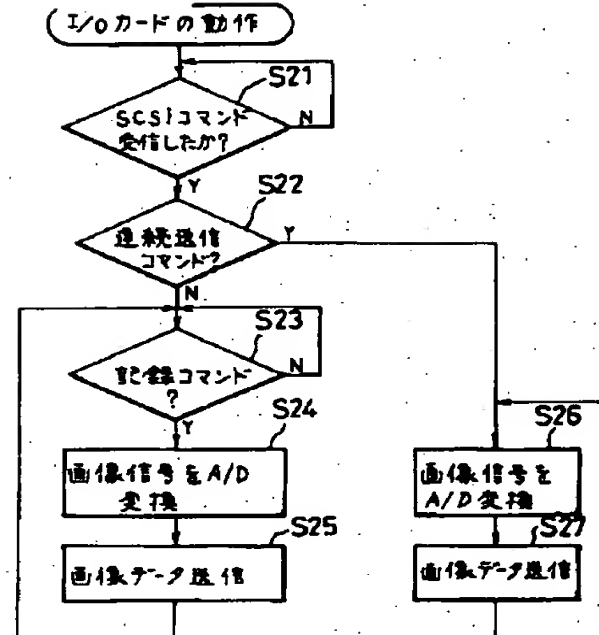 I/Oカードの動作
S21
SCSIコマンド
受信したか?
N
Y
S22
連続送信
コマンド?
Y
N
S23
記録コマンド
?
N
Y
S24
画像信号をA/D
変換
S25
画像データ送信
S26
画像信号を
A/D変換
S27
画像データ送信